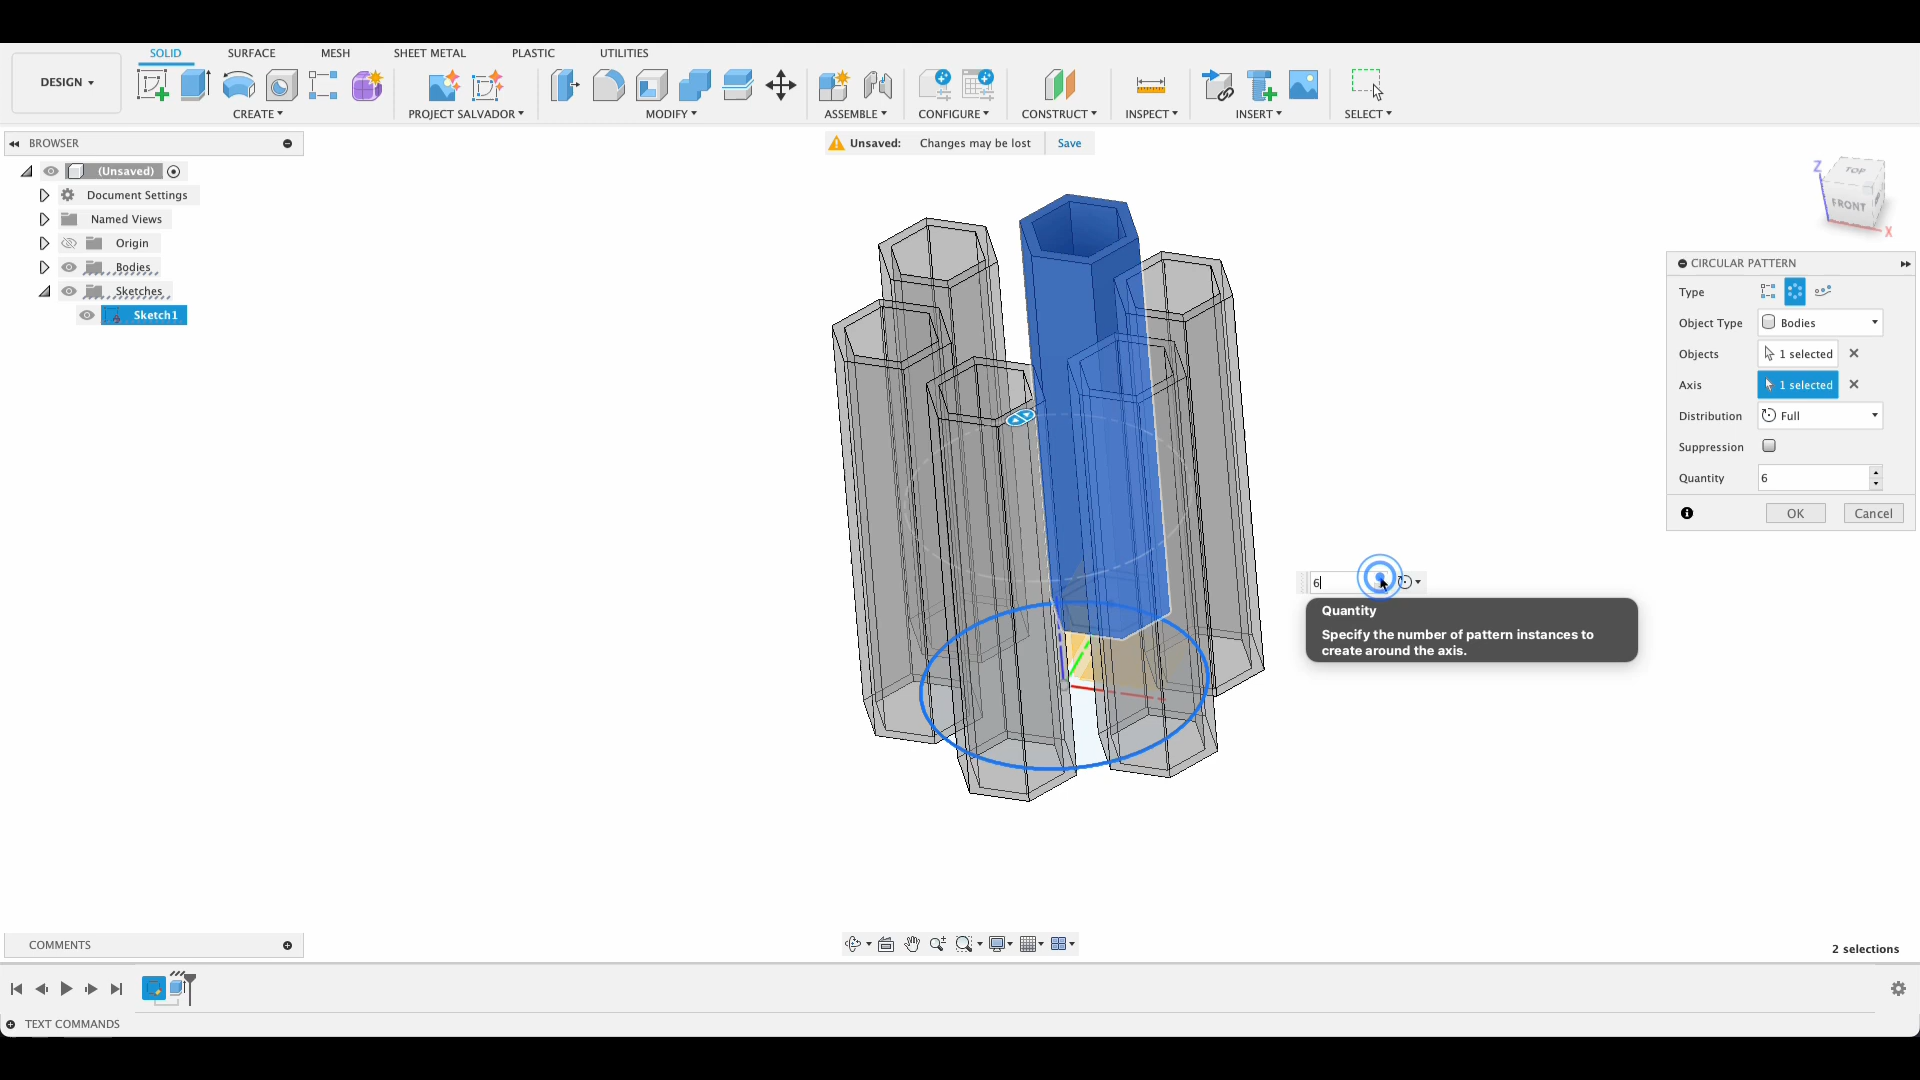 SOLID SURFACE MESH SHEET METAL PLASTIC UTILITIES
DESIGN
CREATE PROJECT SALVADOR MODIFY ASSEMBLE CONFIGURE CONSTRUCT INSPECT INSERT SELECT
BROWSER
Unsaved: Changes may be lost Save
(Unsaved)
Document Settings
Named Views
Origin
Bodies
Sketches
Sketch1
Z
TOP
FRONT
X
CIRCULAR PATTERN
Type
Object Type Bodies
Objects 1 selected
Axis 1 selected
Distribution Full
Suppression
Quantity 6
OK Cancel
6
Quantity
Specify the number of pattern instances to
create around the axis.
COMMENTS
2 selections
TEXT COMMANDS